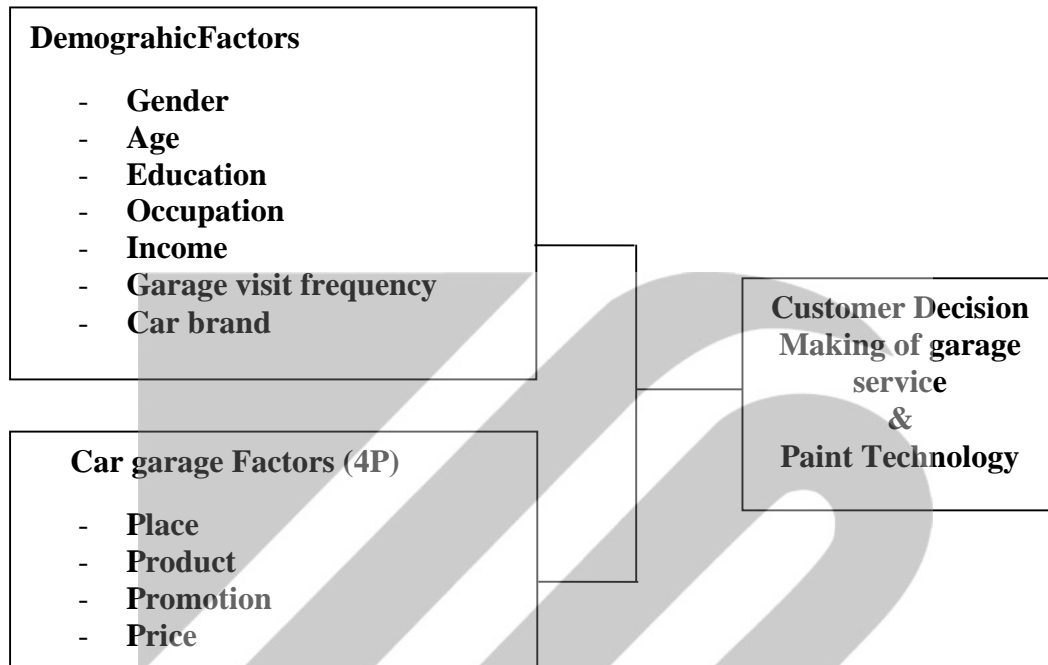 DemograhicFactors
- Gender
- Age
- Education
- Occupation
- Income
- Garage visit frequency
- Car brand
Car garage Factors (4P)
- Place
- Product
- Promotion
- Price
Customer Decision
Making of garage
service
&
Paint Technology